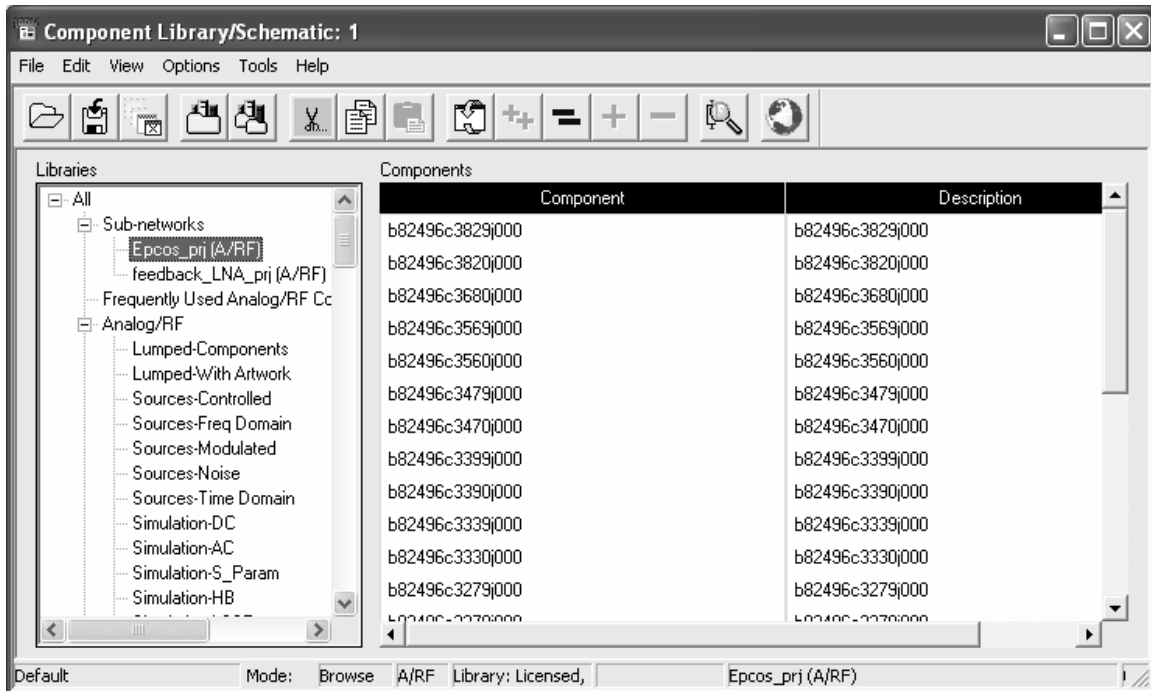 Component Library/Schematic: 1
File Edit View Options Tools Help
Libraries
All
Sub-networks
Epcos_prj (A/RF)
feedback_LNA_prj (A/RF)
Frequently Used Analog/RF Co
Analog/RF
Lumped-Components
Lumped-With Artwork
Sources-Controlled
Sources-Freq Domain
Sources-Modulated
Sources-Noise
Sources-Time Domain
Simulation-DC
Simulation-AC
Simulation-S_Param
Simulation-HB
Components
Component Description
b82496c3829j000 b82496c3829j000
b82496c3820j000 b82496c3820j000
b82496c3680j000 b82496c3680j000
b82496c3569j000 b82496c3569j000
b82496c3560j000 b82496c3560j000
b82496c3479j000 b82496c3479j000
b82496c3470j000 b82496c3470j000
b82496c3399j000 b82496c3399j000
b82496c3390j000 b82496c3390j000
b82496c3339j000 b82496c3339j000
b82496c3330j000 b82496c3330j000
b82496c3279j000 b82496c3279j000
Default Mode: Browse A/RF Library: Licensed, Epcos_prj (A/RF)